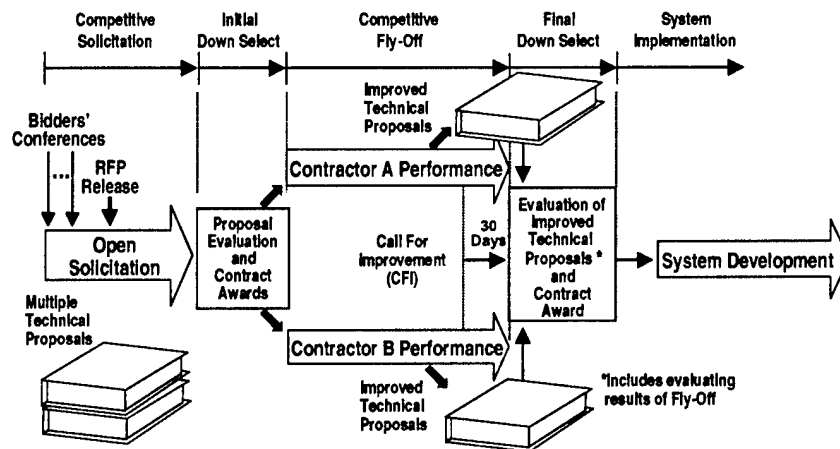 Competitive
Solicitation
Initial
Down Select
Competitive
Fly-Off
Final
Down Select
System
Implementation
Bidders'
Conferences
...
RFP
Release
Open
Solicitation
Multiple
Technical
Proposals
Proposal
Evaluation
and
Contract
Awards
Improved
Technical
Proposals
Contractor A Performance
Call For
Improvement
(CFI)
30
Days
Contractor B Performance
Improved
Technical
Proposals
Evaluation of
Improved
Technical
Proposals *
and
Contract
Award
System Development
*Includes evaluating
results of Fly-Off